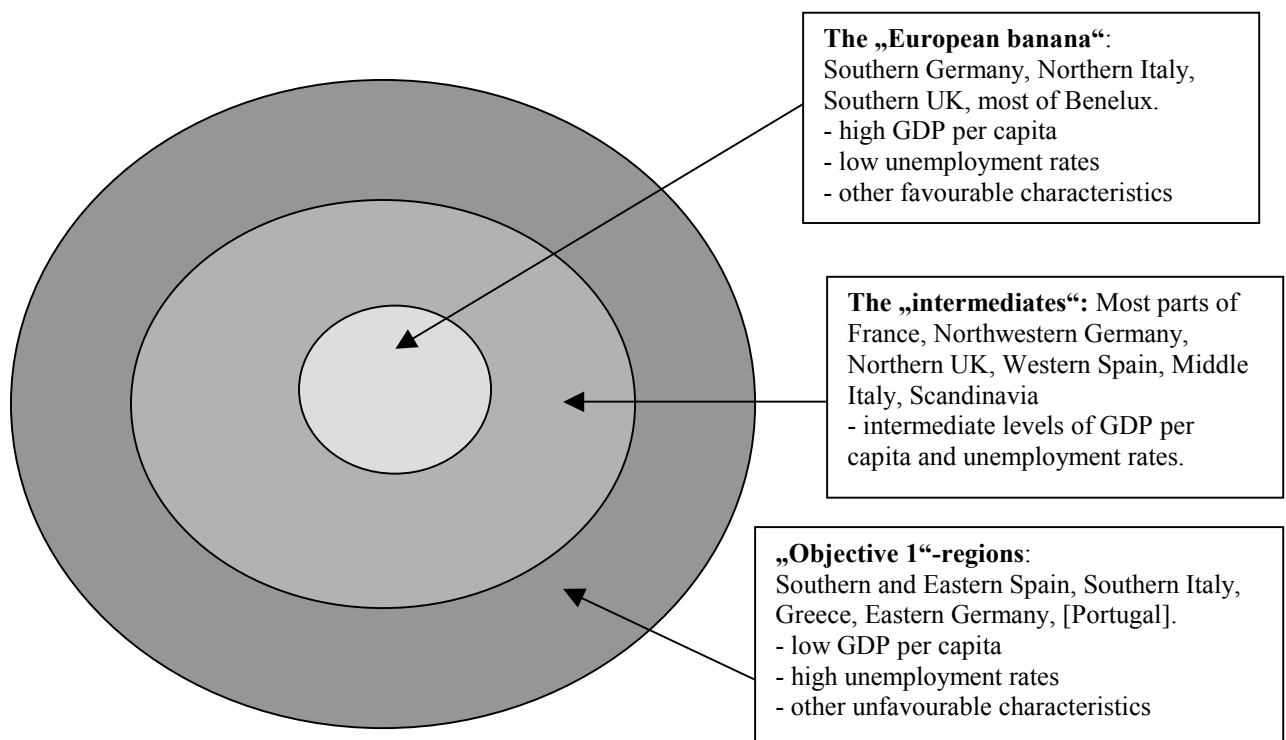 The „European banana“:
Southern Germany, Northern Italy,
Southern UK, most of Benelux.
- high GDP per capita
- low unemployment rates
- other favourable characteristics
The „intermediates“: Most parts of
France, Northwestern Germany,
Northern UK, Western Spain, Middle
Italy, Scandinavia
- intermediate levels of GDP per
capita and unemployment rates.
„Objective 1“-regions:
Southern and Eastern Spain, Southern Italy,
Greece, Eastern Germany, [Portugal].
- low GDP per capita
- high unemployment rates
- other unfavourable characteristics